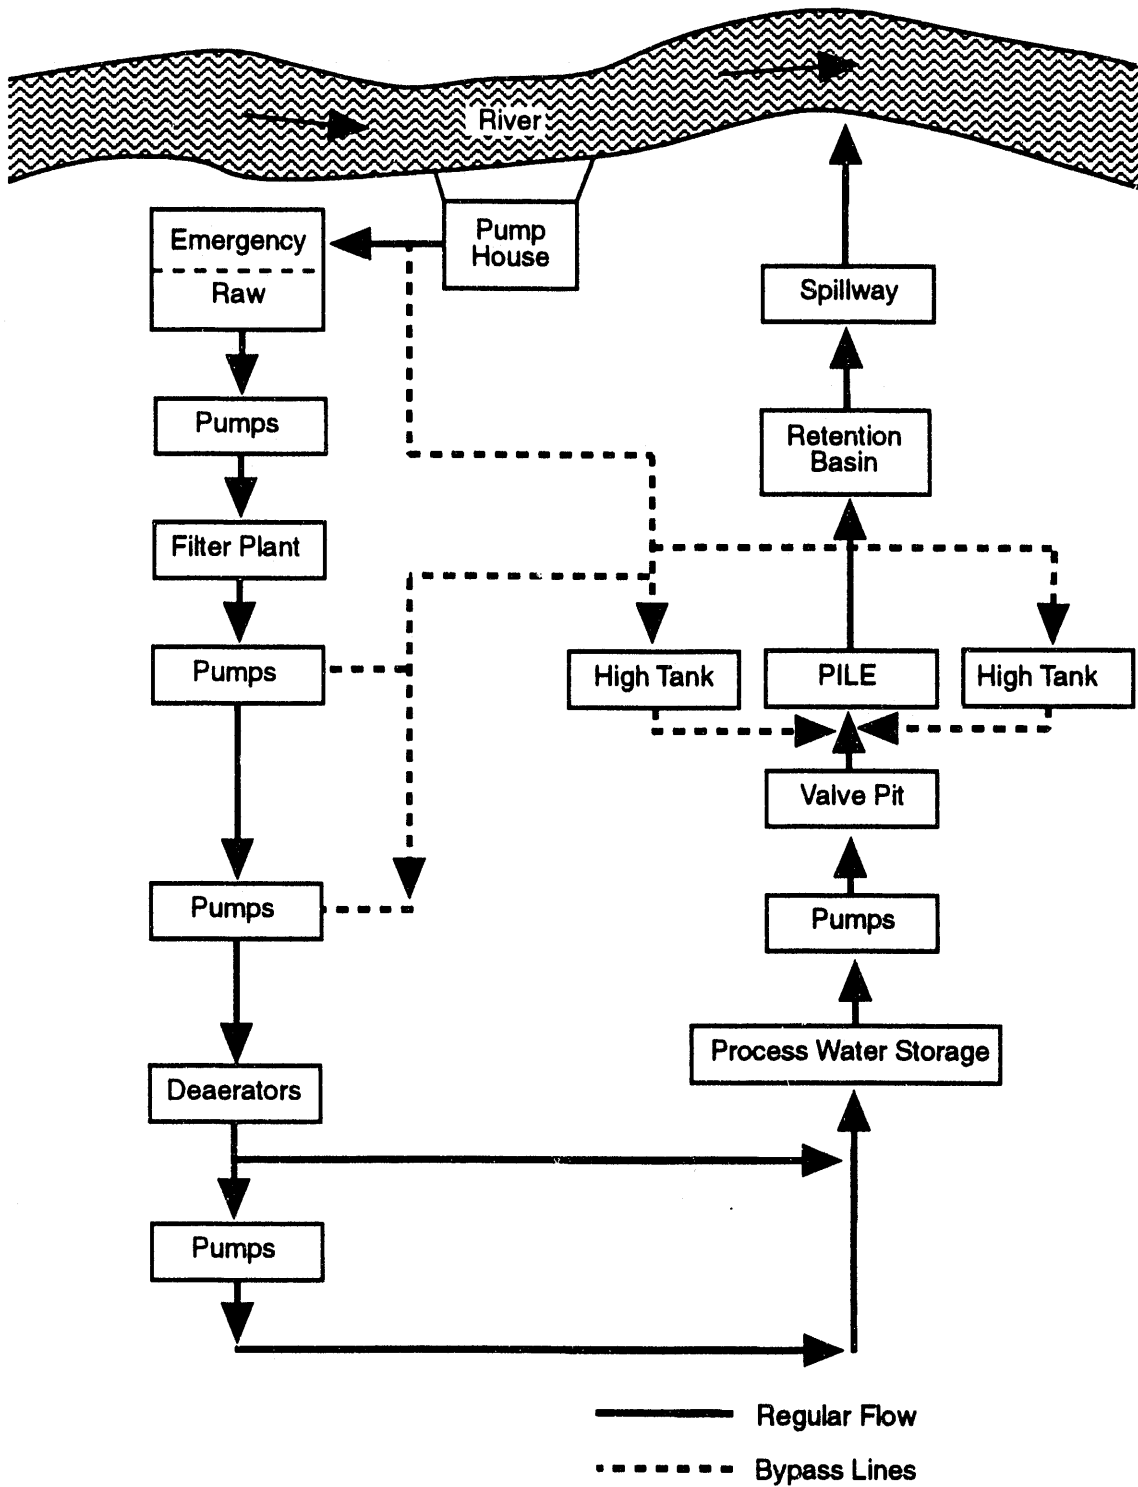 River
Pump
House
Emergency
Raw
Pumps
Filter Plant
Pumps
Pumps
Deaerators
Pumps
Spillway
Retention
Basin
High Tank
PILE
High Tank
Valve Pit
Pumps
Process Water Storage
Regular Flow
Bypass Lines